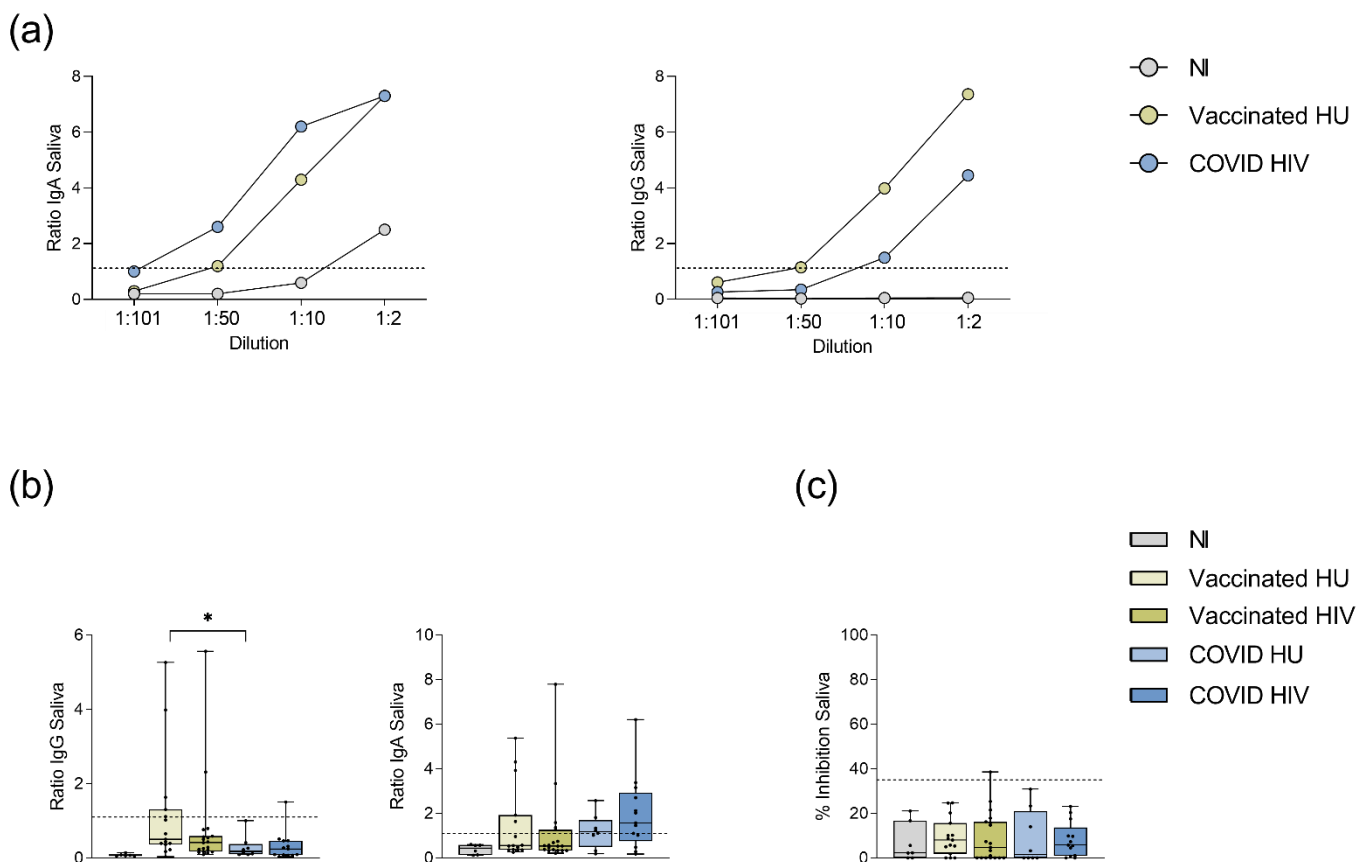 (a)
8
6
4
2
0
Ratio IgA Saliva
1:101
1:50
1:10
1:2
Dilution
8
6
4
2
0
Ratio IgG Saliva
1:101
1:50
1:10
1:2
Dilution
NI
Vaccinated HU
COVID HIV
(b)
6
4
2
0
Ratio IgG Saliva
*
10
8
6
4
2
0
Ratio IgA Saliva
(c)
100
80
60
40
20
0
% Inhibition Saliva
NI
Vaccinated HU
Vaccinated HIV
COVID HU
COVID HIV